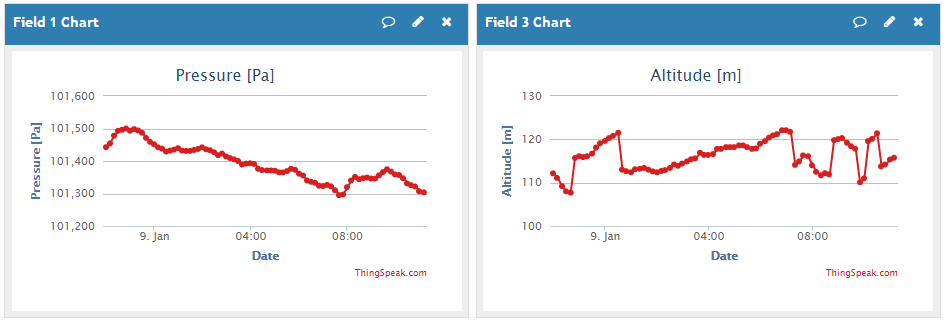 Field 1 Chart
Pressure [Pa]
Pressure [Pa]
101,600
101,500
101,400
101,300
101,200
9. Jan
04:00
08:00
Date
ThingSpeak.com
Field 3 Chart
Altitude [m]
Altitude [m]
130
120
110
100
9. Jan
04:00
08:00
Date
ThingSpeak.com